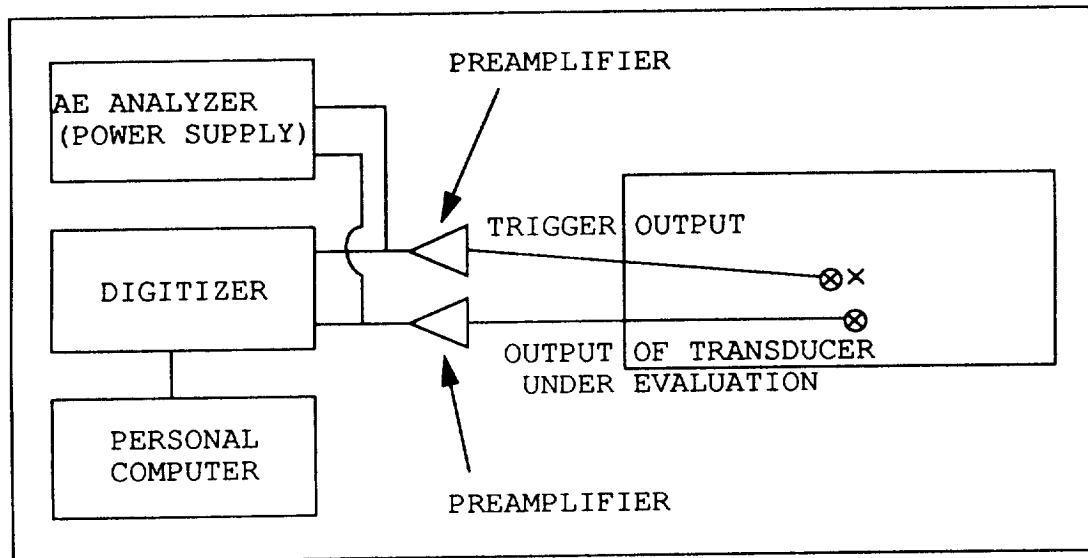 PREAMPLIFIER
AE ANALYZER
(POWER SUPPLY)
TRIGGER OUTPUT
DIGITIZER
OUTPUT OF TRANSDUCER
UNDER EVALUATION
PERSONAL
COMPUTER
PREAMPLIFIER